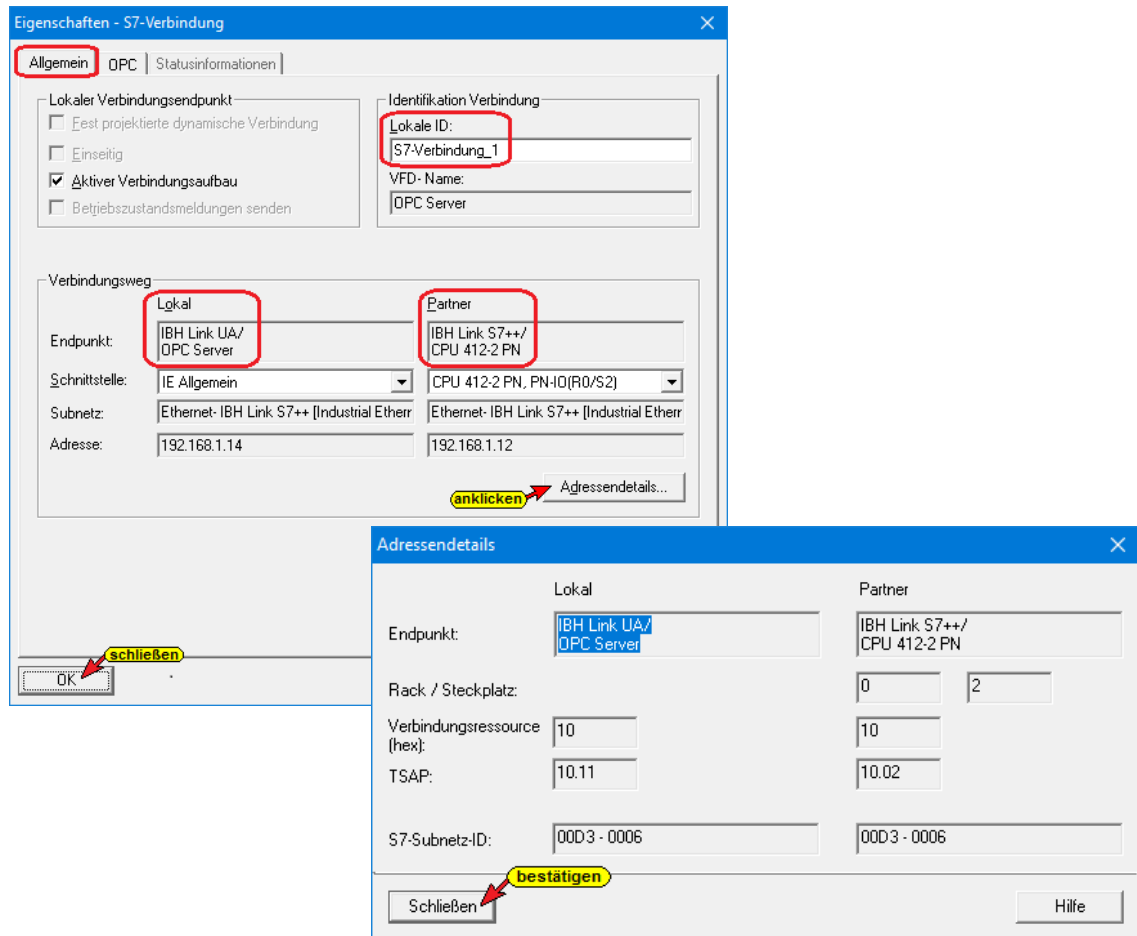 Eigenschaften - S7-Verbindung
Allgemein
OPC
Statusinformationen
Lokaler Verbindungsendpunkt
Fest projektierte dynamische Verbindung
Einseitig
Aktiver Verbindungsaufbau
Betriebszustandsmeldungen senden
Identifikation Verbindung
Lokale ID:
S7-Verbindung_1
VFD- Name:
OPC Server
Verbindungsweg
Lokal
Partner
Endpunkt:
IBH Link UA/
OPC Server
IBH Link S7++/
CPU 412-2 PN
Schnittstelle:
IE Allgemein
CPU 412-2 PN, PN-IO(R0/S2)
Subnetz:
Ethernet- IBH Link S7++ [Industrial Etherr
Ethernet- IBH Link S7++ [Industrial Etherr
Adresse:
192.168.1.14
192.168.1.12
anklicken
Adressendetails...
schließen
OK
Adressendetails
Lokal
Partner
Endpunkt:
IBH Link UA/
OPC Server
IBH Link S7++/
CPU 412-2 PN
Rack / Steckplatz:
0
2
Verbindungsressource
(hex):
10
10
TSAP:
10.11
10.02
S7-Subnetz-ID:
00D3 - 0006
00D3 - 0006
bestätigen
Schließen
Hilfe